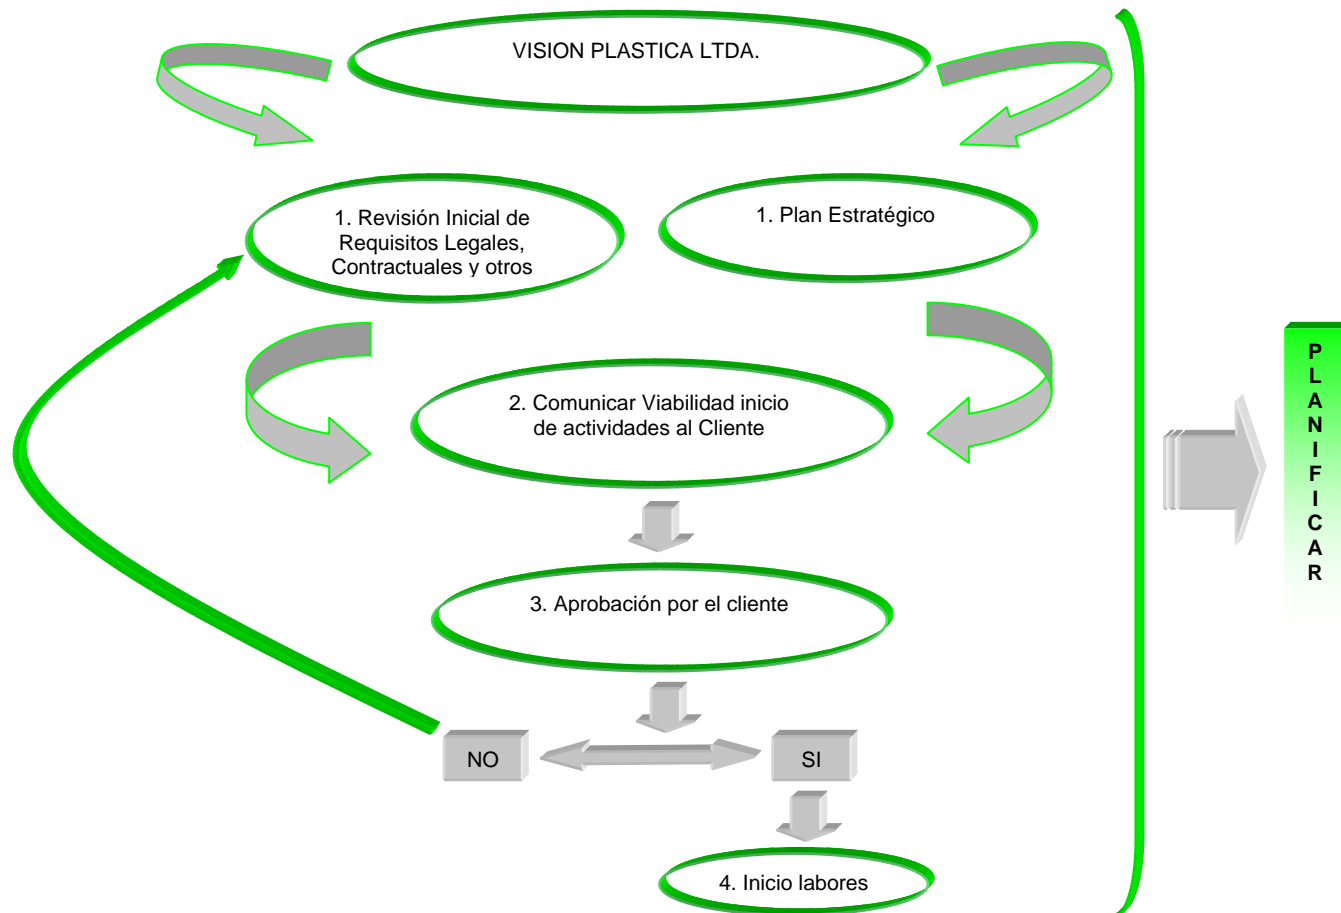 VISION PLASTICA LTDA.
1. Revisión Inicial de
Requisitos Legales,
Contractuales y otros
1. Plan Estratégico
2. Comunicar Viabilidad inicio
de actividades al Cliente
3. Aprobación por el cliente
NO
SI
4. Inicio labores
P
L
A
N
I
F
I
C
A
R